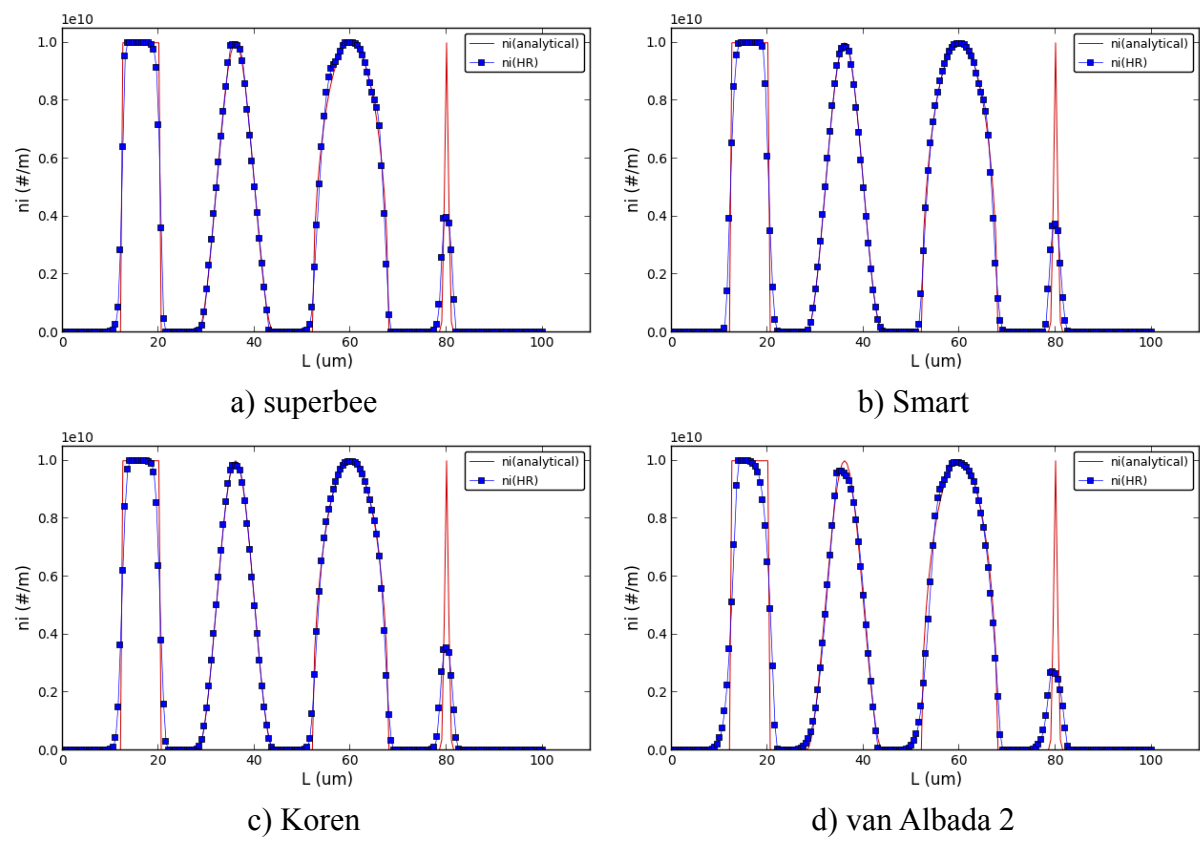 1e10
ni (#/m)
1.0
0.8
0.6
0.4
0.2
0.0
ni(analytical)
ni(HR)
0 20 40 60 80 100
L (um)
a) superbee
1e10
ni (#/m)
1.0
0.8
0.6
0.4
0.2
0.0
ni(analytical)
ni(HR)
0 20 40 60 80 100
L (um)
b) Smart
1e10
ni (#/m)
1.0
0.8
0.6
0.4
0.2
0.0
ni(analytical)
ni(HR)
0 20 40 60 80 100
L (um)
c) Koren
1e10
ni (#/m)
1.0
0.8
0.6
0.4
0.2
0.0
ni(analytical)
ni(HR)
0 20 40 60 80 100
L (um)
d) van Albada 2